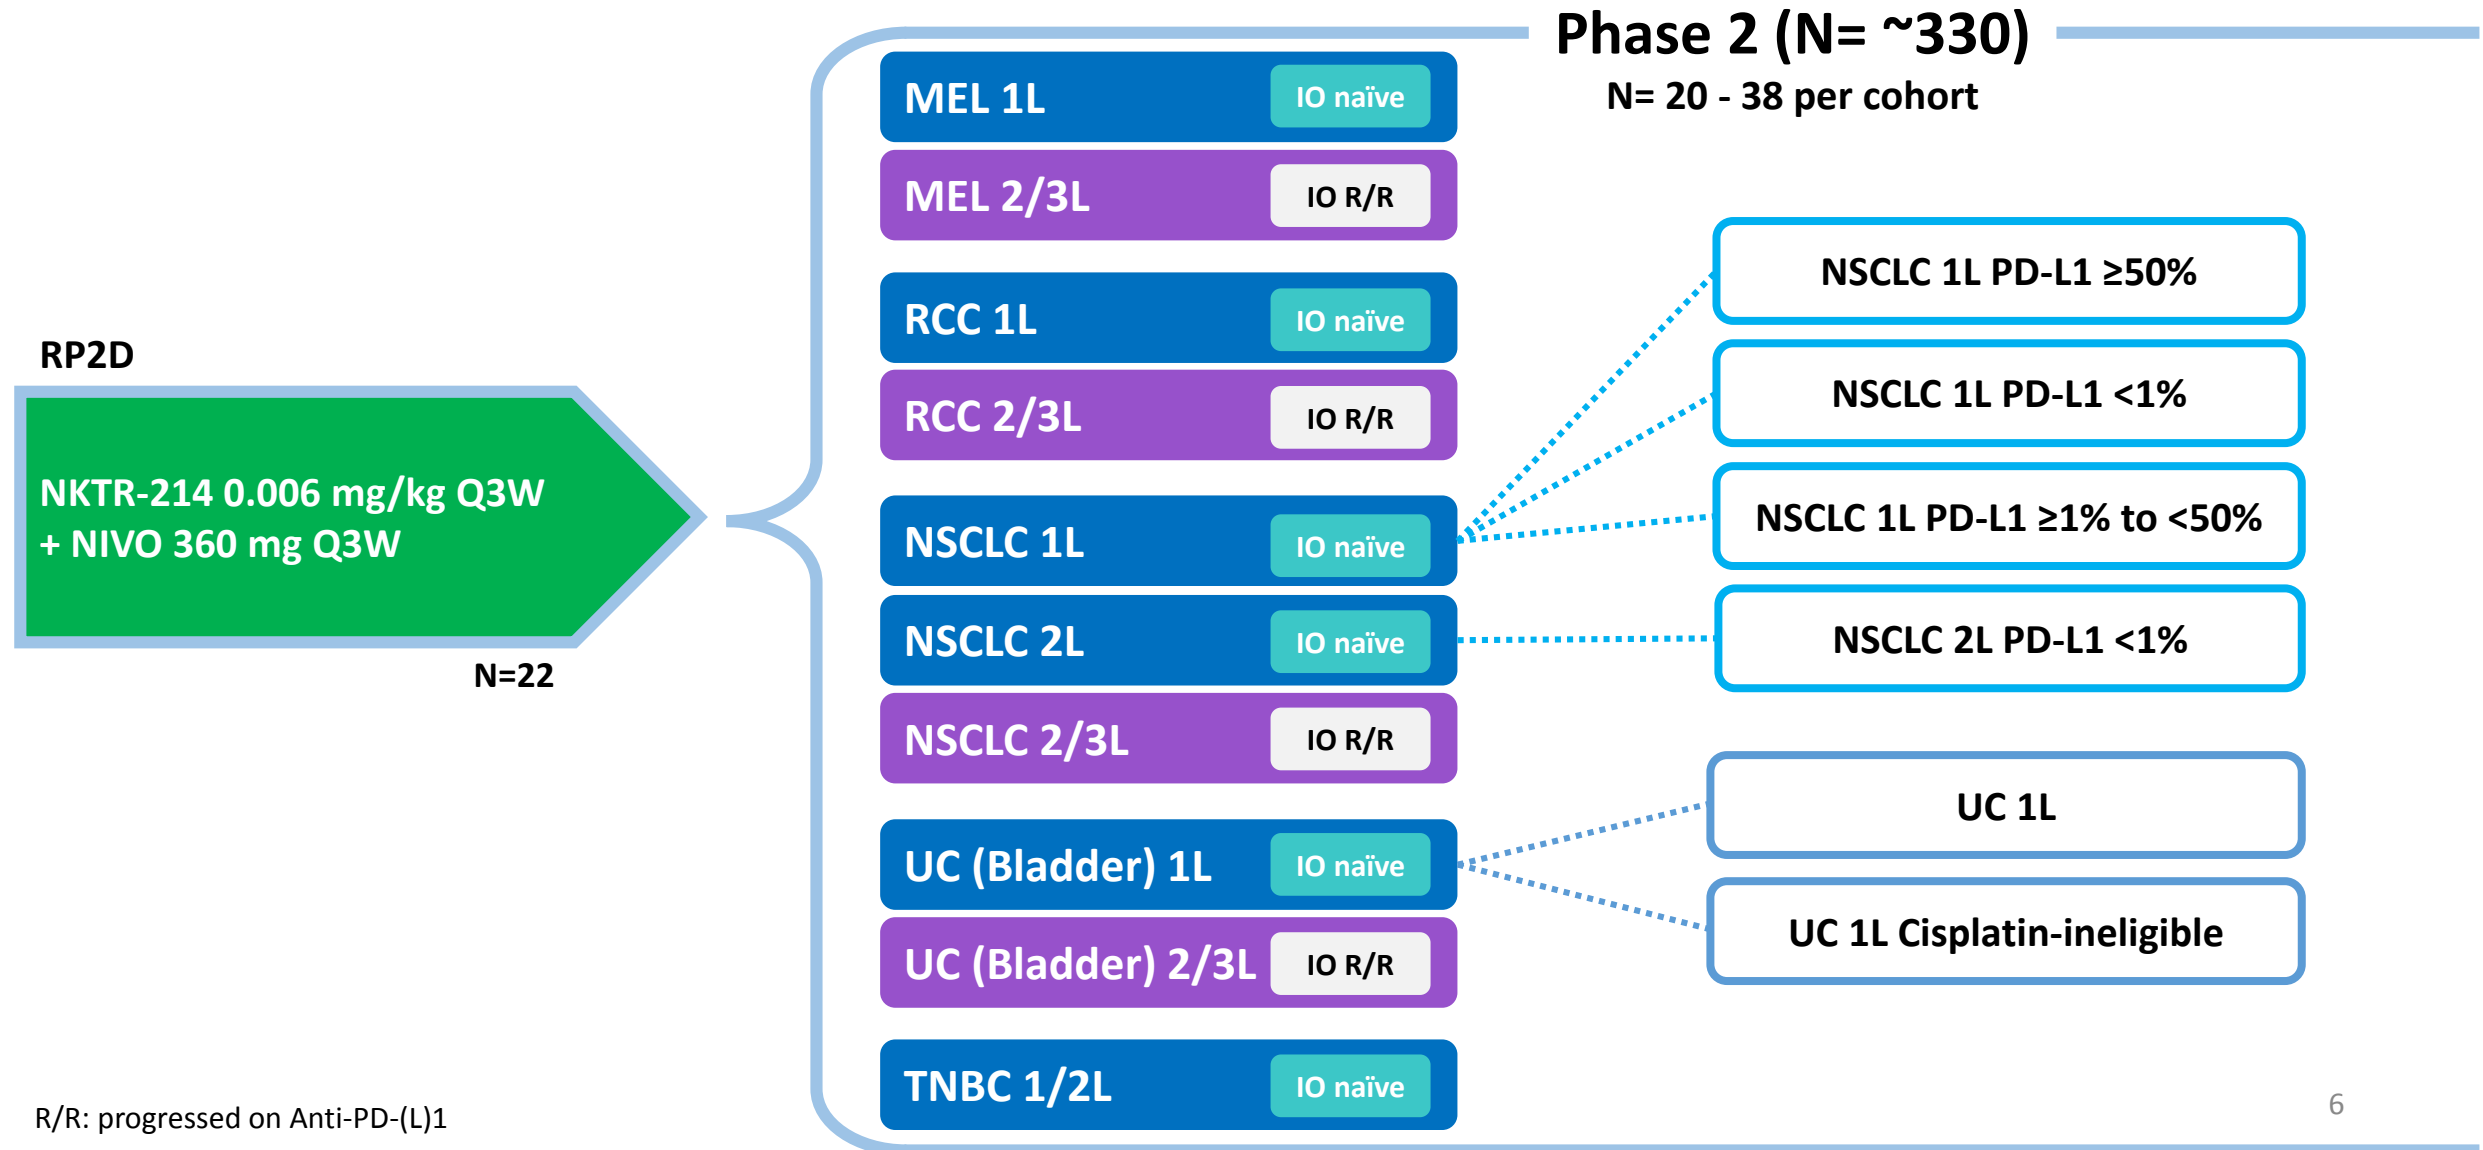 Phase 2 (N= ~330)
N= 20 - 38 per cohort
RP2D
NKTR-214 0.006 mg/kg Q3W
+ NIVO 360 mg Q3W
N=22
MEL 1L IO naïve
MEL 2/3L IO R/R
RCC 1L IO naïve
RCC 2/3L IO R/R
NSCLC 1L IO naïve
NSCLC 2L IO naïve
NSCLC 2/3L IO R/R
UC (Bladder) 1L IO naïve
UC (Bladder) 2/3L IO R/R
TNBC 1/2L IO naïve
NSCLC 1L PD-L1 ≥50%
NSCLC 1L PD-L1 <1%
NSCLC 1L PD-L1 ≥1% to <50%
NSCLC 2L PD-L1 <1%
UC 1L
UC 1L Cisplatin-ineligible
R/R: progressed on Anti-PD-(L)1
6